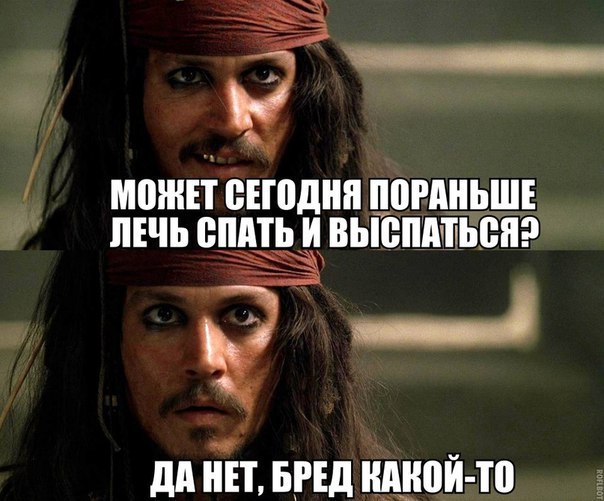 МОЖЕТ СЕГОДНЯ ПОРАНЬШЕ
ЛЕЧЬ СПАТЬ И ВЫСПАТЬСЯ?
ДА НЕТ, БРЕД КАКОЙ-ТО